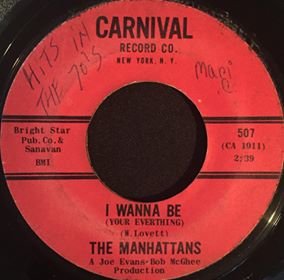 CARNIVAL
RECORD CO.
NEW YORK, N. Y.
HITS IN
THE 70'S
Bright Star
Pub. Co. &
Sanavan
BMI
507
(CA 1911)
2:39
I WANNA BE
(YOUR EVERTHING)
(W. Lovett)
THE MANHATTANS
A Joe Evans-Bob
McGhee
Production